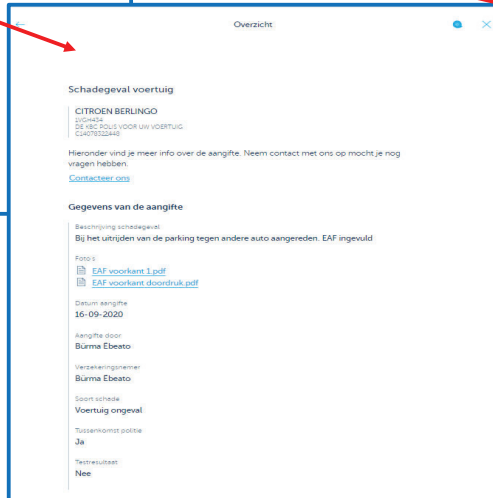 Overzicht
Schadegeval voertuig
CITROEN BERLINGO
1VGH434
DE KBC POLIS VOOR UW VOERTUIG
C14078322448
Hieronder vind je meer info over de aangifte. Neem contact met ons op mocht je nog
vragen hebben.
Contacteer ons
Gegevens van de aangifte
Beschrijving schadegeval
Bij het uitrijden van de parking tegen andere auto aangereden. EAF ingevuld
Foto's
EAF voorkant 1.pdf
EAF voorkant doordruk.pdf
Datum aangifte
16-09-2020
Aangifte door
Bürma Ëbeato
Verzekeringsnemer
Bürma Ëbeato
Soort schade
Voertuig ongeval
Tussenkomst politie
Ja
Testresultaat
Nee